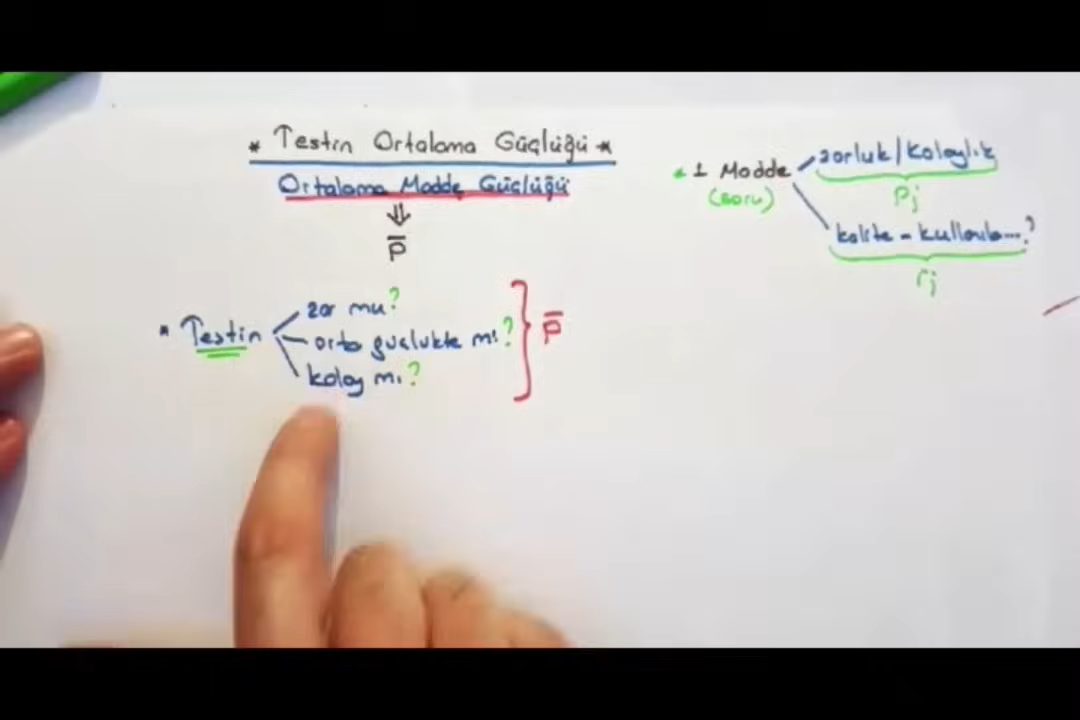 * Testin Ortalama Güçlüğü *
Ortalama Madde Güçlüğü
⇓
p̅
* Testin
zor mu?
orta güçlükte mi?
kolay mı?
p̅
* 1 Madde
(soru)
zorluk/kolaylık
Pj
kalite - kullanıla....?
rj